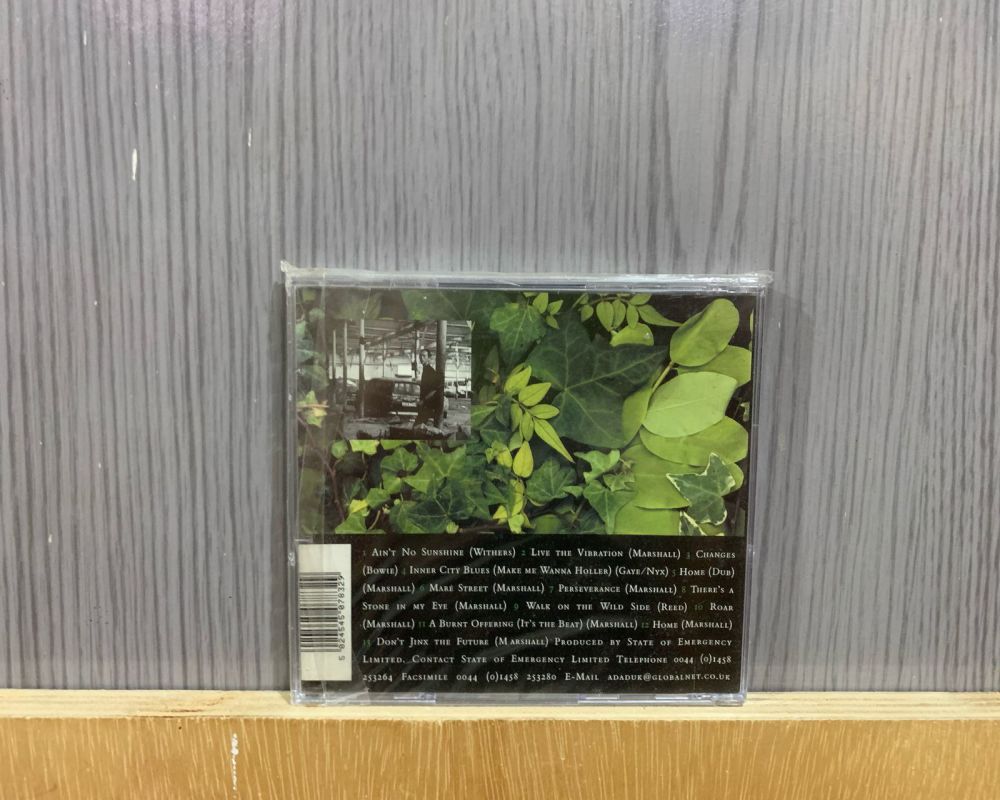 1 Ain't No Sunshine (Withers) 2 Live the Vibration (Marshall) 3 Changes
(Bowie) 4 Inner City Blues (Make me Wanna Holler) (Gaye/Nyx) 5 Home (Dub)
(Marshall) 6 Mare Street (Marshall) 7 Perseverance (Marshall) 8 There's a
Stone in my Eye (Marshall) 9 Walk on the Wild Side (Reed) 10 Roar
(Marshall) 11 A Burnt Offering (It's the Beat) (Marshall) 12 Home (Marshall)
13 Don't Jinx the Future (Marshall) Produced by State of Emergency
Limited. Contact State of Emergency Limited Telephone 0044 (0)1458
253264 Facsimile 0044 (0)1458 253280 E-Mail adaduk@globalnet.co.uk
5 024545 078329